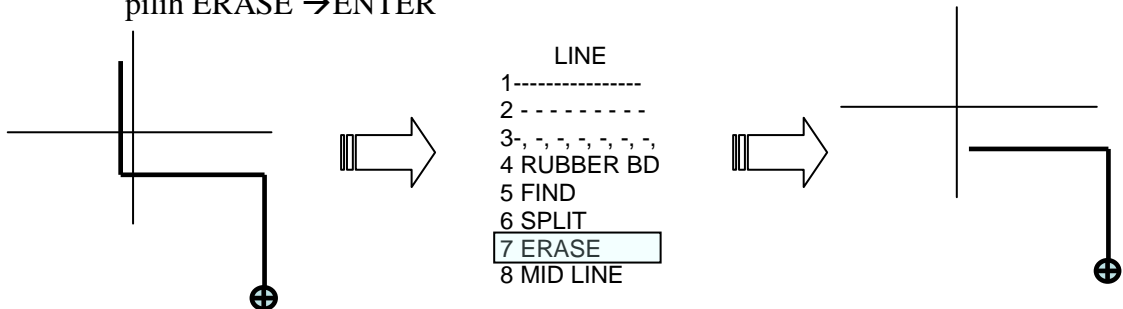 pilih ERASE →ENTER
LINE
1----------------
2 - - - - - - - - -
3-, -, -, -, -, -, -,
4 RUBBER BD
5 FIND
6 SPLIT
7 ERASE
8 MID LINE